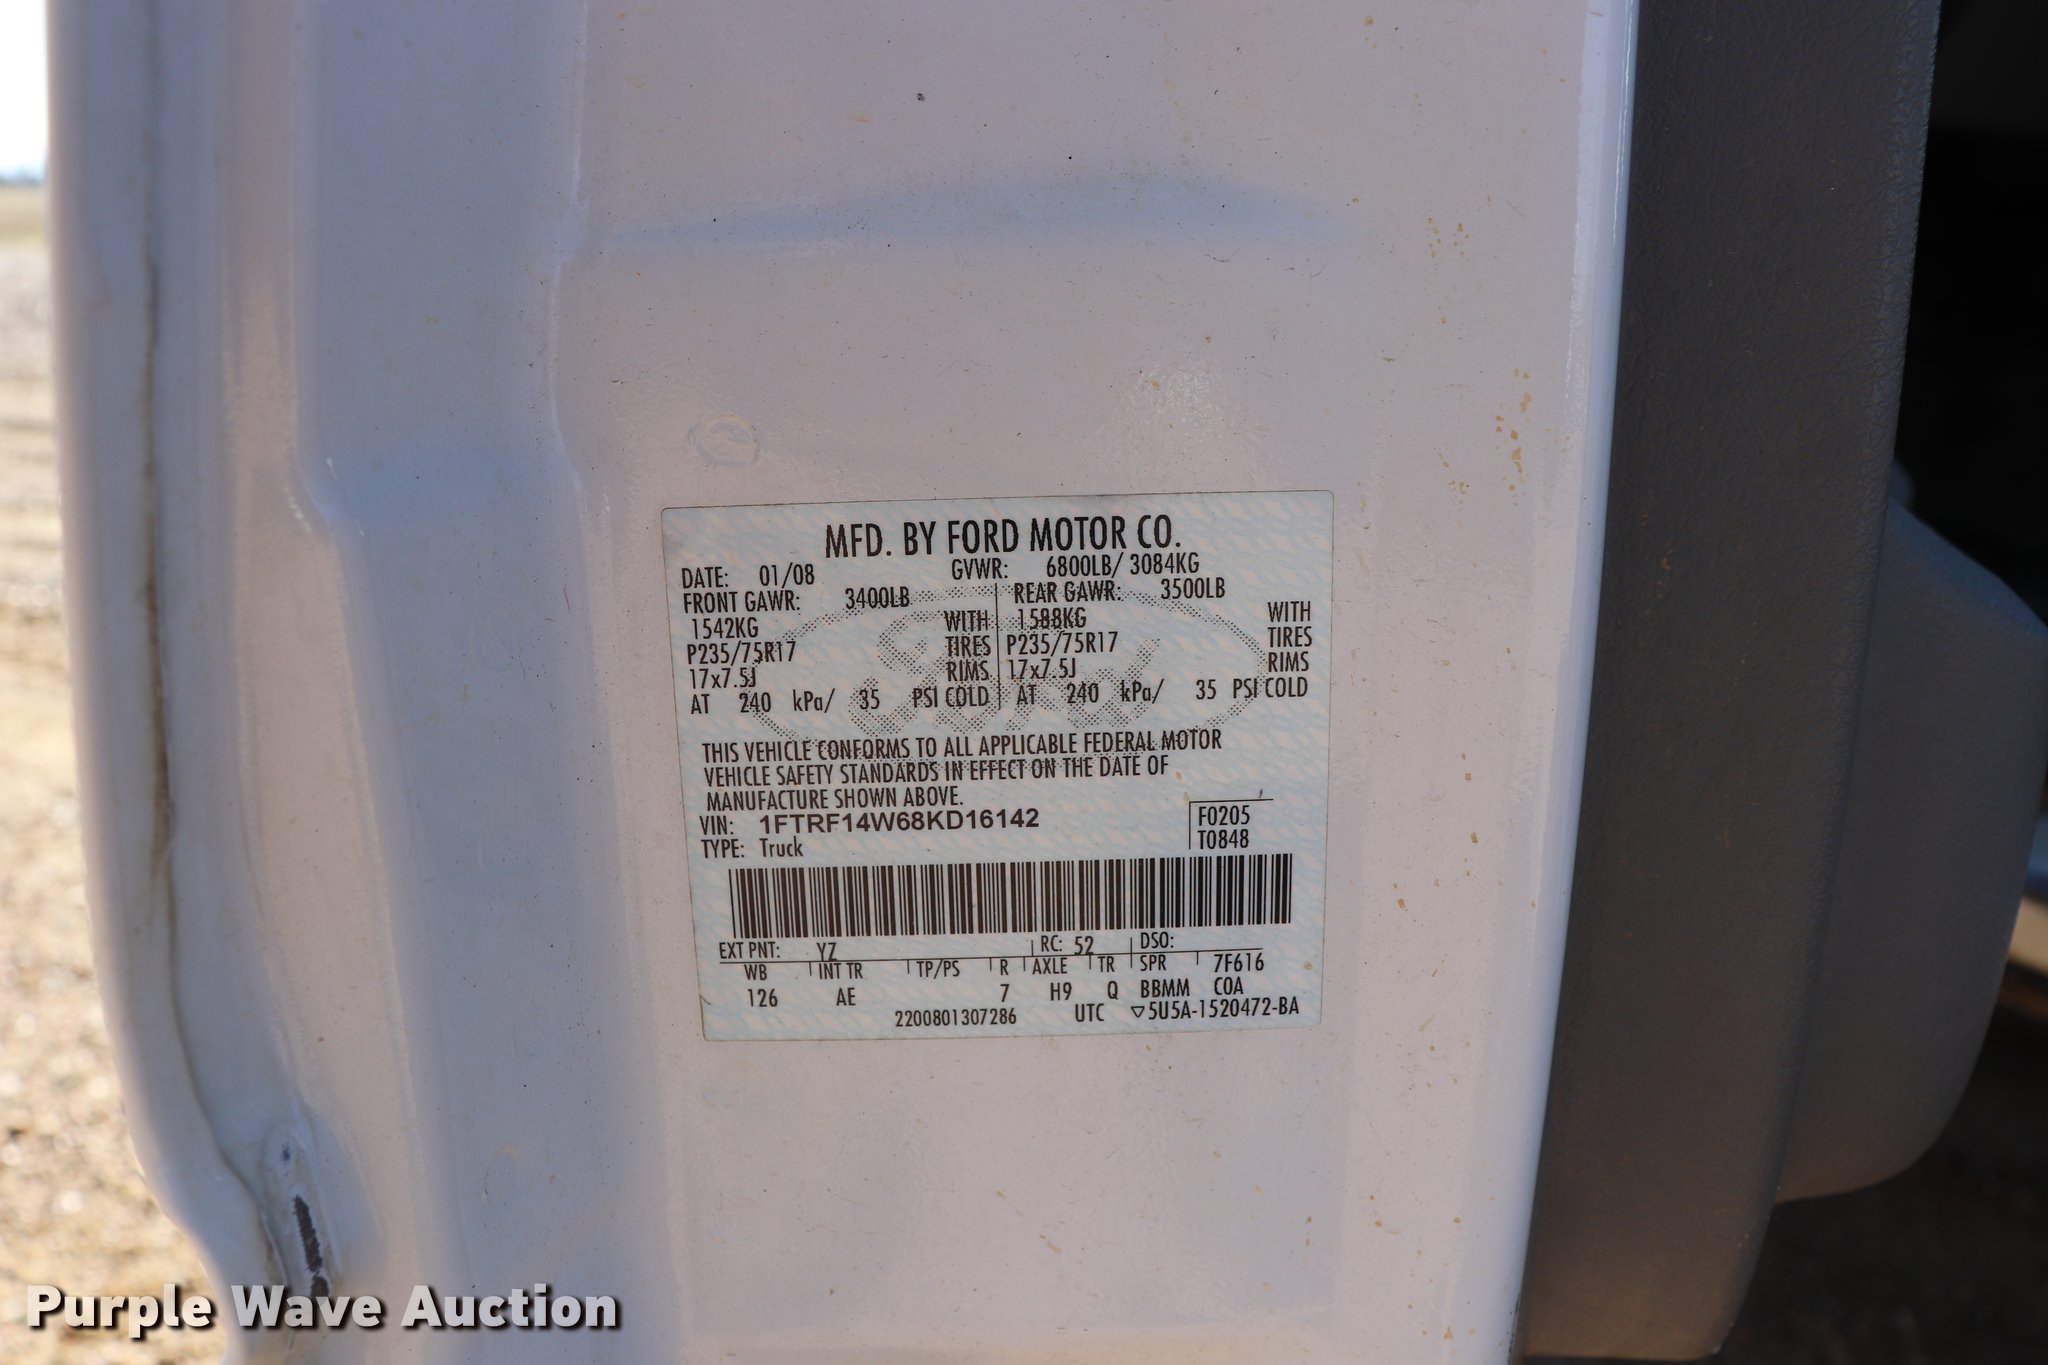 MFD. BY FORD MOTOR CO.
DATE: 01/08 GVWR: 6800LB/ 3084KG
FRONT GAWR: 3400LB REAR GAWR: 3500LB
1542KG WITH 1588KG WITH
P235/75R17 TIRES P235/75R17 TIRES
17x7.5J RIMS 17x7.5J RIMS
AT 240 kPa/ 35 PSI COLD AT 240 kPa/ 35 PSI COLD
Ford
THIS VEHICLE CONFORMS TO ALL APPLICABLE FEDERAL MOTOR
VEHICLE SAFETY STANDARDS IN EFFECT ON THE DATE OF
MANUFACTURE SHOWN ABOVE.
VIN: 1FTRF14W68KD16142 F0205
TYPE: Truck T0848
EXT PNT: YZ RC: 52 DSO:
WB INT TR TP/PS R AXLE TR SPR 7F616
126 AE 7 H9 Q BBMM COA
2200801307286 UTC ▽5U5A-1520472-BA
Purple Wave Auction